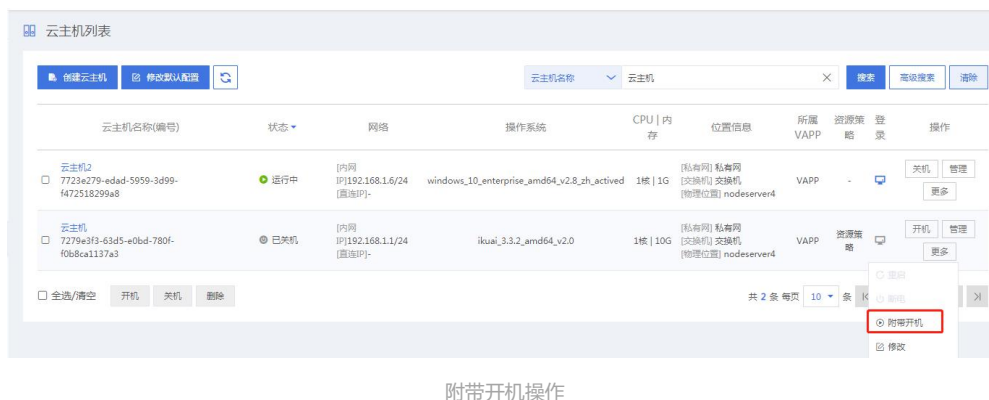 云主机列表
创建云主机 修改默认配置 云主机名称 云主机 搜索 高级搜索 清除
云主机名称(编号) 状态 网络 操作系统 CPU | 内存 位置信息 所属VAPP 资源策略 登录 操作
云主机2
7723e279-edad-5959-3d99-
f472518299a8
运行中
[内网
IP]192.168.1.6/24
[直连IP]-
windows_10_enterprise_amd64_v2.8_zh_actived
1核 | 1G
[私有网] 私有网
[交换机] 交换机
[物理位置] nodeserver4
VAPP
-
关机 管理
更多
云主机
7279e3f3-63d5-e0bd-780f-
f0b8ca1137a3
已关机
[内网
IP]192.168.1.1/24
[直连IP]-
ikuai_3.3.2_amd64_v2.0
1核 | 10G
[私有网] 私有网
[交换机] 交换机
[物理位置] nodeserver4
VAPP
资源策
略
开机 管理
更多
全选/清空 开机 关机 删除
共 2 条 每页 10 条
重启
断电
附带开机
修改
附带开机操作